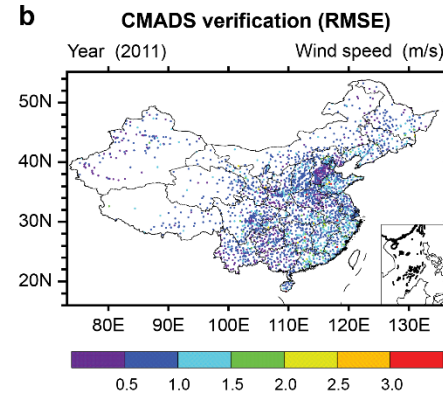 b CMADS verification (RMSE)
Year (2011) Wind speed (m/s)
50N
40N
30N
20N
80E 90E 100E 110E 120E 130E
0.5 1.0 1.5 2.0 2.5 3.0